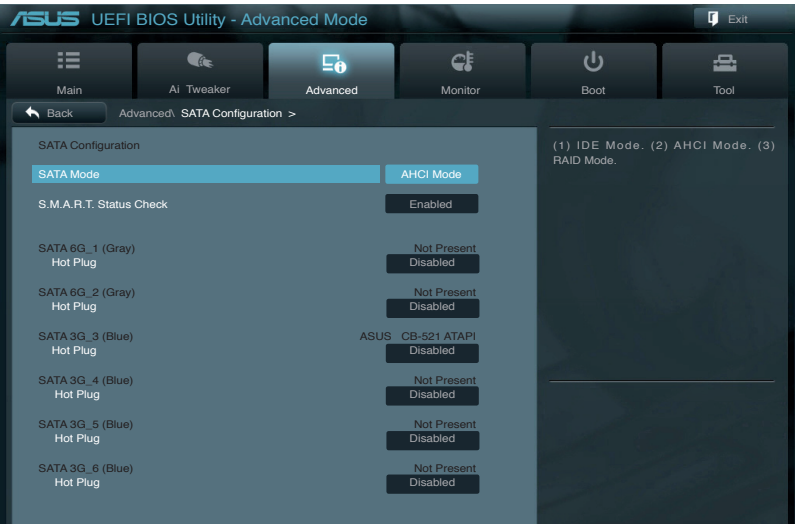 ASUS UEFI BIOS Utility - Advanced Mode
Exit
Main Ai Tweaker Advanced Monitor Boot Tool
Back Advanced\ SATA Configuration >
SATA Configuration
(1) IDE Mode. (2) AHCI Mode. (3)
RAID Mode.
SATA Mode AHCI Mode
S.M.A.R.T. Status Check Enabled
SATA 6G_1 (Gray) Not Present
Hot Plug Disabled
SATA 6G_2 (Gray) Not Present
Hot Plug Disabled
SATA 3G_3 (Blue) ASUS CB-521 ATAPI
Hot Plug Disabled
SATA 3G_4 (Blue) Not Present
Hot Plug Disabled
SATA 3G_5 (Blue) Not Present
Hot Plug Disabled
SATA 3G_6 (Blue) Not Present
Hot Plug Disabled